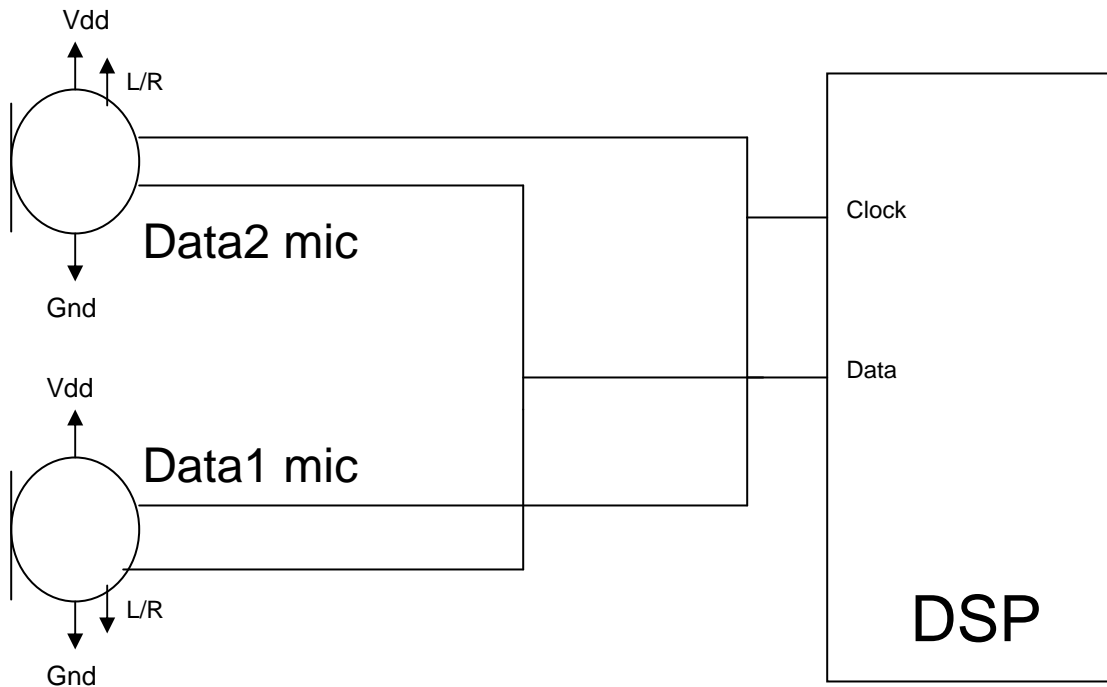 Vdd
L/R
Clock
Data2 mic
Gnd
Data
Vdd
Data1 mic
L/R
DSP
Gnd